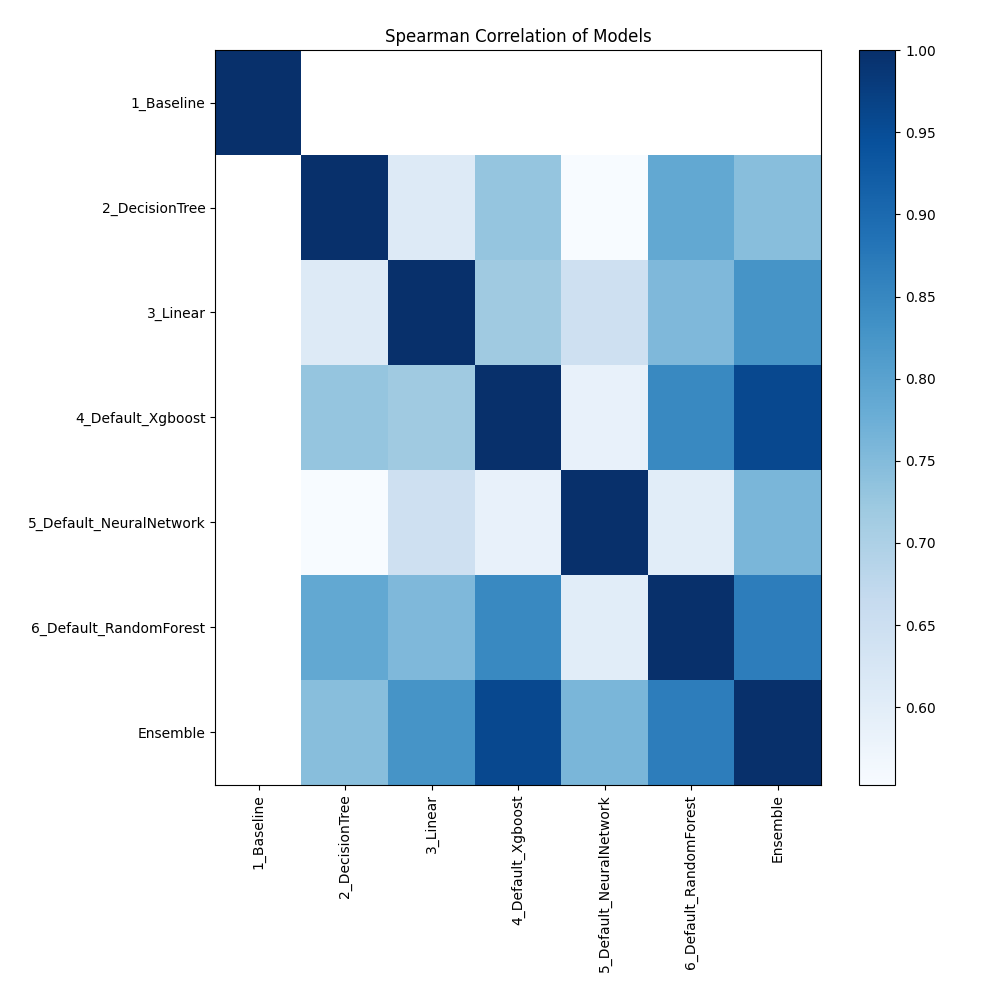 Spearman Correlation of Models
1_Baseline
2_DecisionTree
3_Linear
4_Default_Xgboost
5_Default_NeuralNetwork
6_Default_RandomForest
Ensemble
1_Baseline
2_DecisionTree
3_Linear
4_Default_Xgboost
5_Default_NeuralNetwork
6_Default_RandomForest
Ensemble
1.00
0.95
0.90
0.85
0.80
0.75
0.70
0.65
0.60